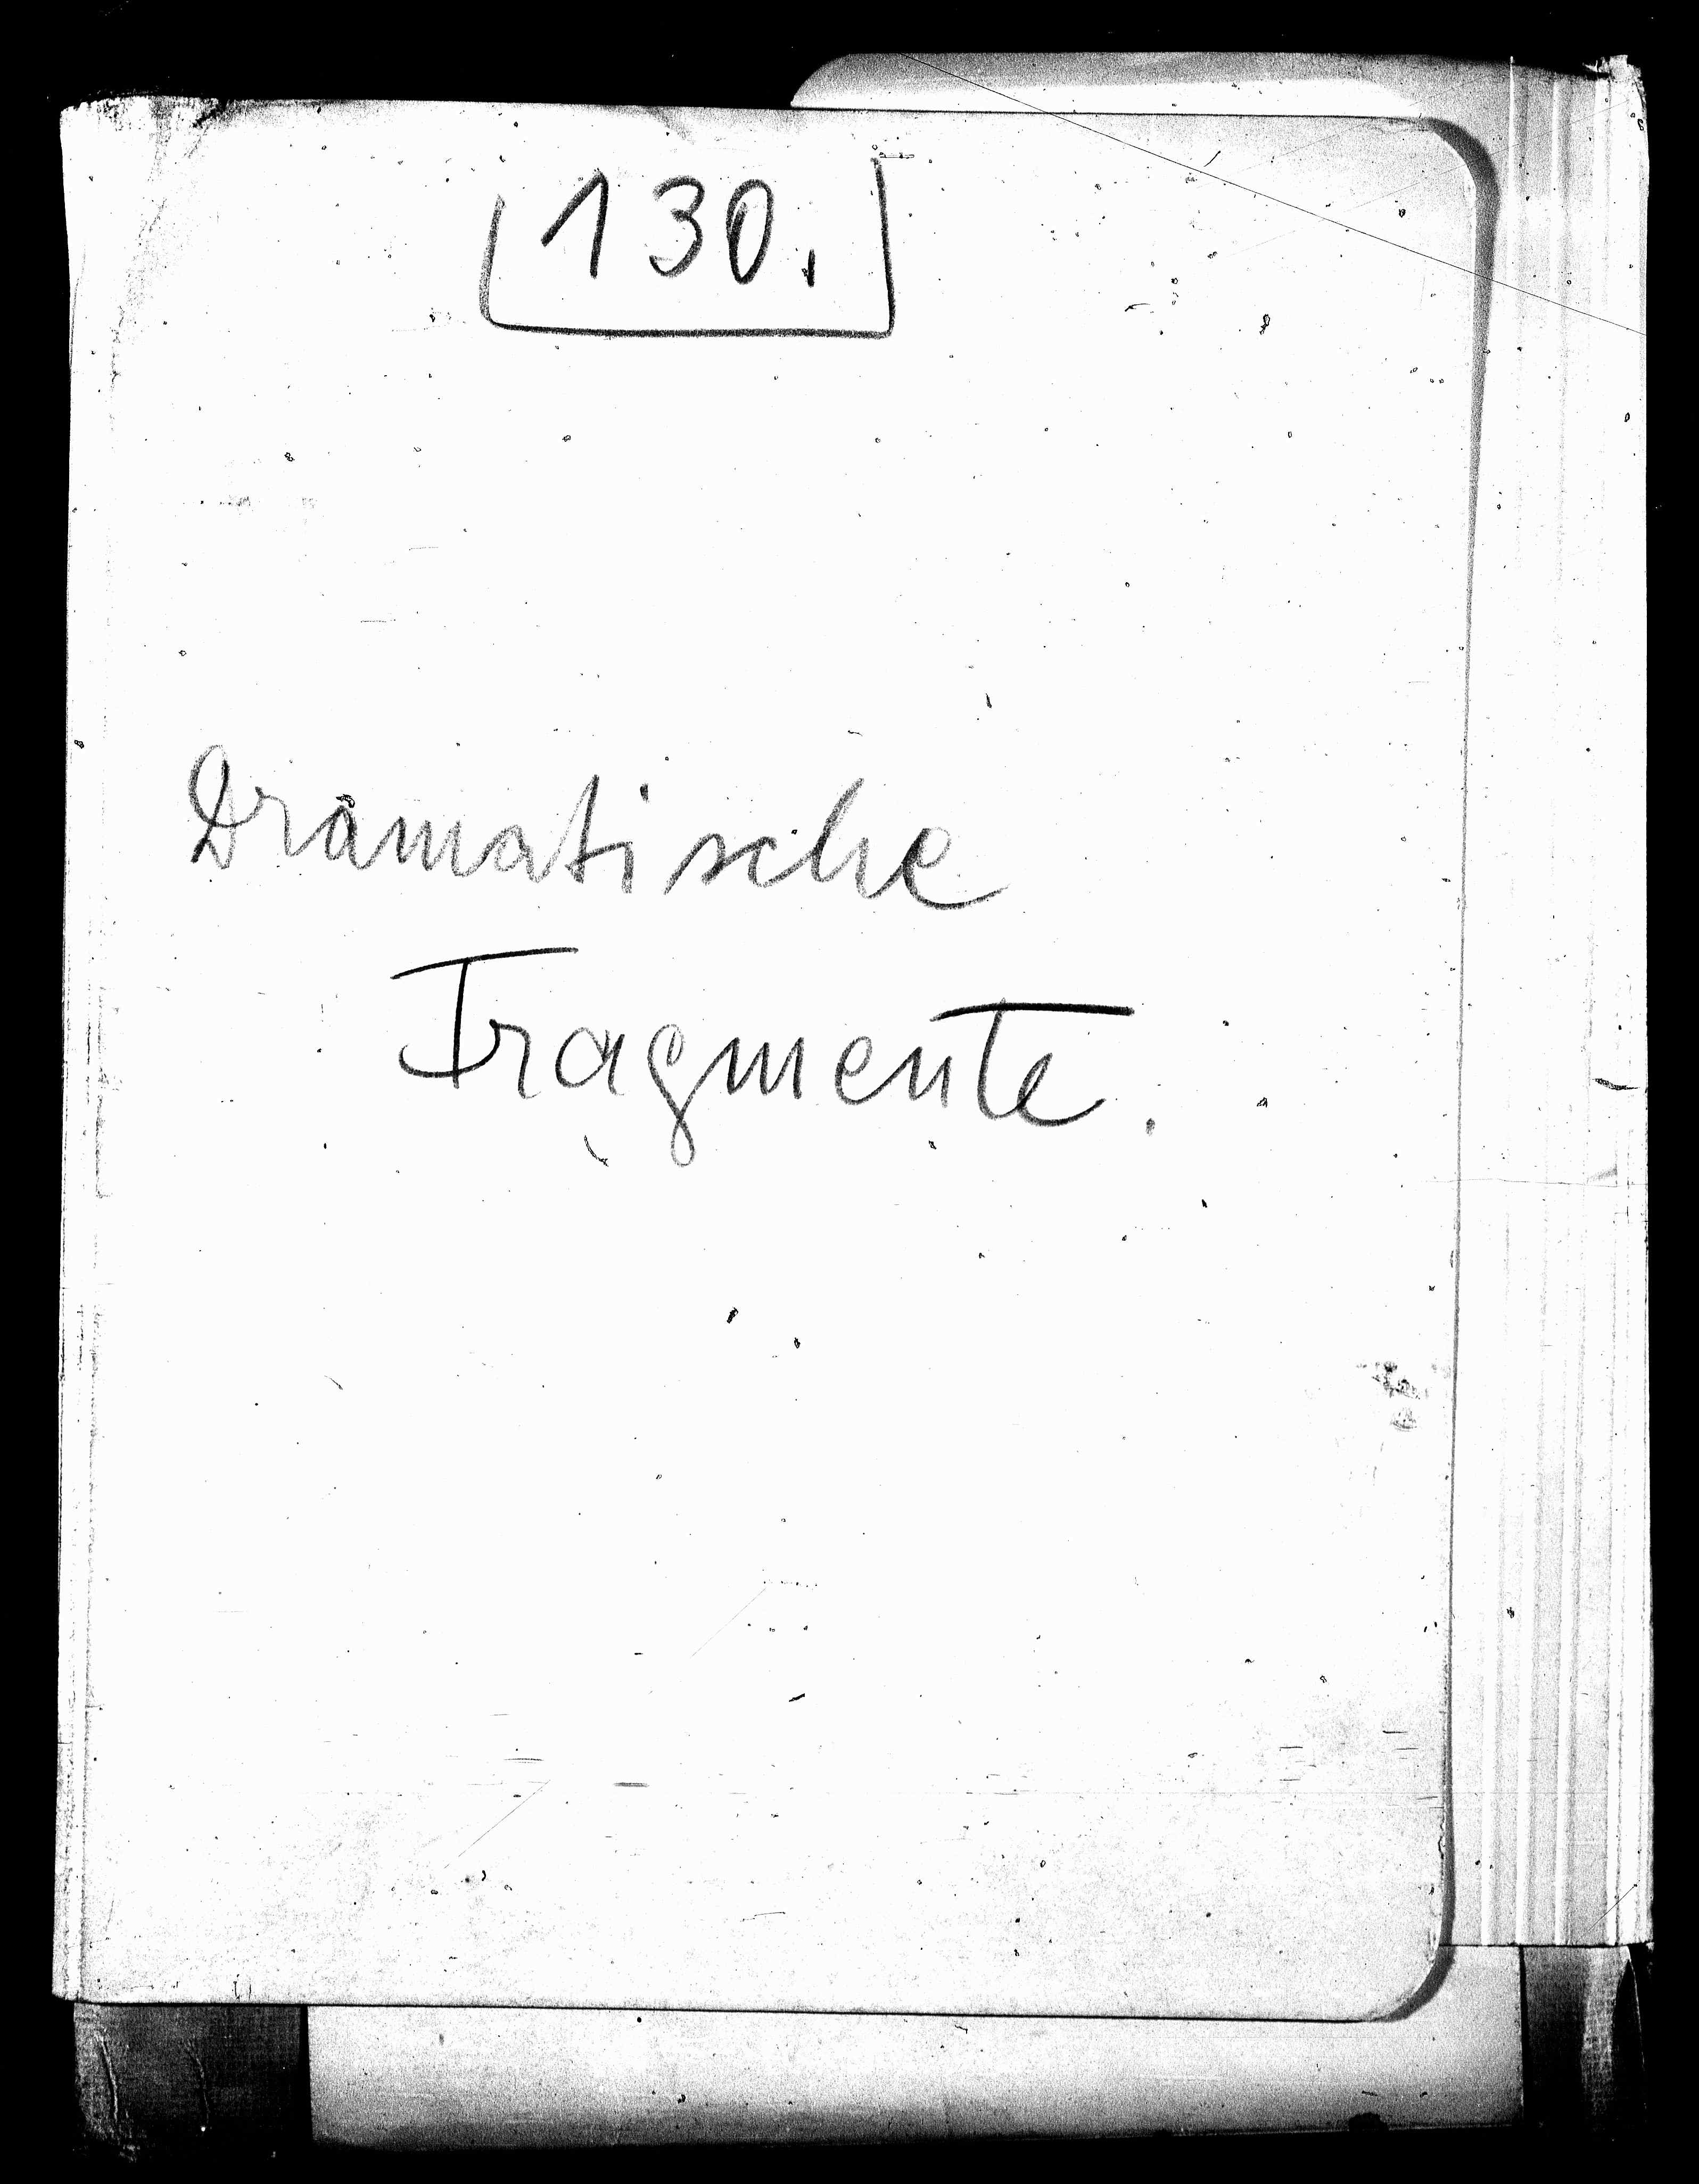 130.
Dramatische
Fragmente.